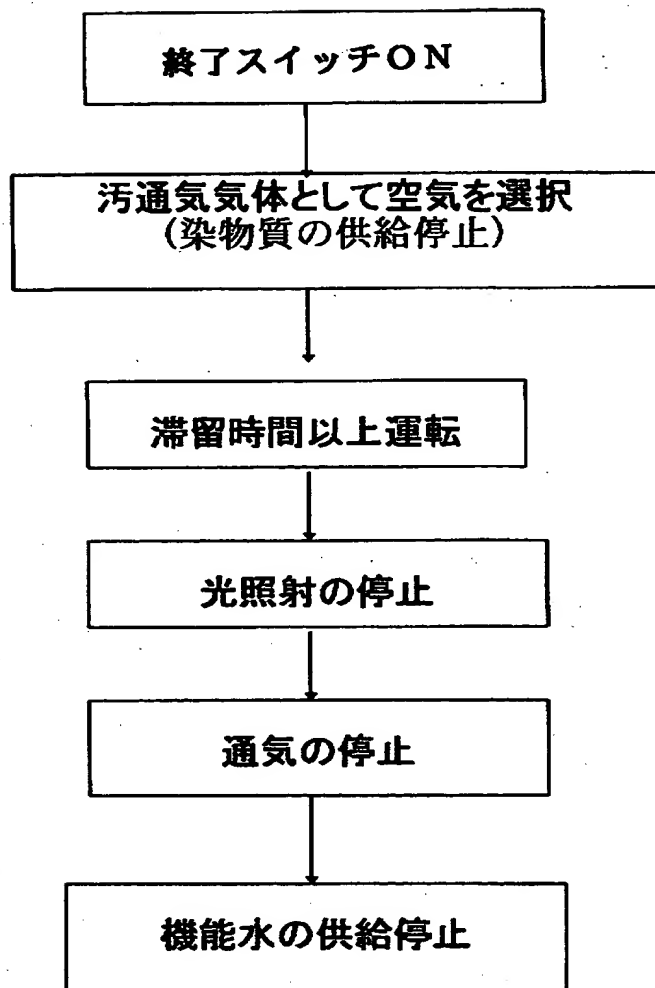 終了スイッチON
汚通気気体として空気を選択
(染物質の供給停止)
滞留時間以上運転
光照射の停止
通気の停止
機能水の供給停止